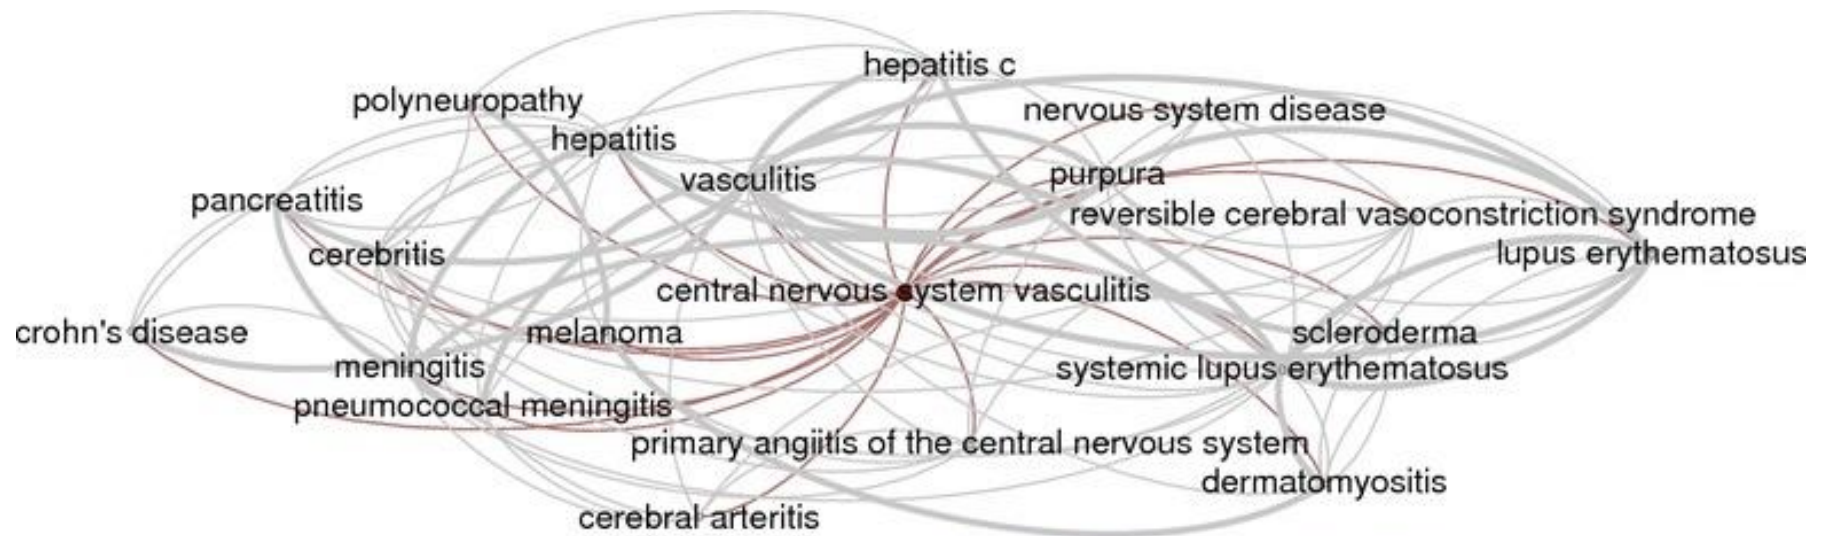 hepatitis c
polyneuropathy
nervous system disease
hepatitis
vasculitis
purpura
pancreatitis
reversible cerebral vasoconstriction syndrome
cerebritis
lupus erythematosus
central nervous system vasculitis
crohn's disease
melanoma
scleroderma
meningitis
systemic lupus erythematosus
pneumococcal meningitis
primary angiitis of the central nervous system
dermatomyositis
cerebral arteritis